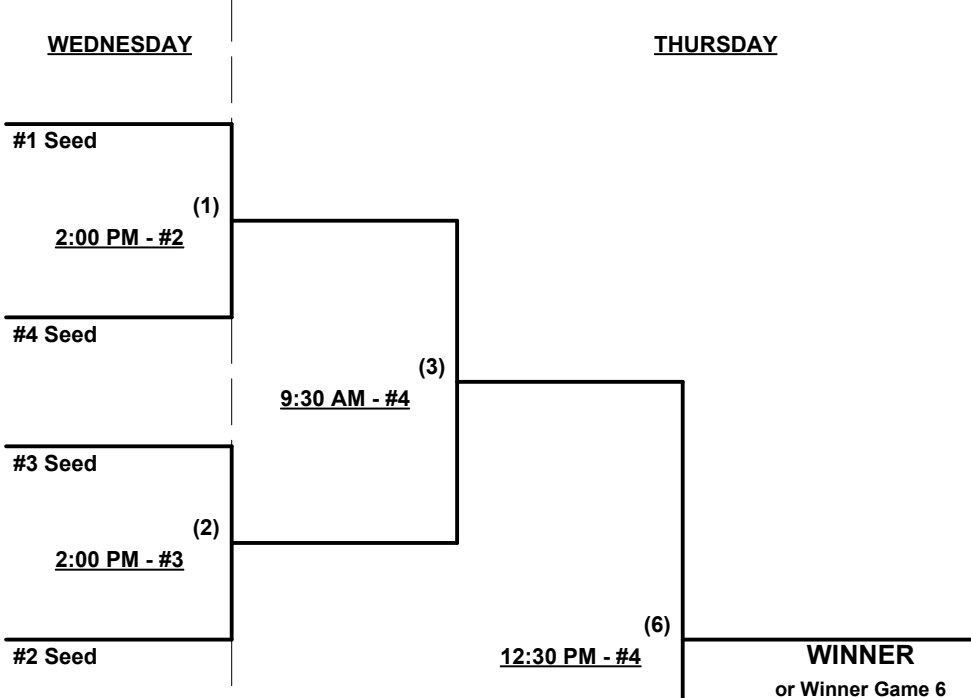 WEDNESDAY
THURSDAY
#1 Seed
(1)
2:00 PM - #2
#4 Seed
(3)
9:30 AM - #4
#3 Seed
(2)
2:00 PM - #3
(6)
#2 Seed
12:30 PM - #4
WINNER
or Winner Game 6